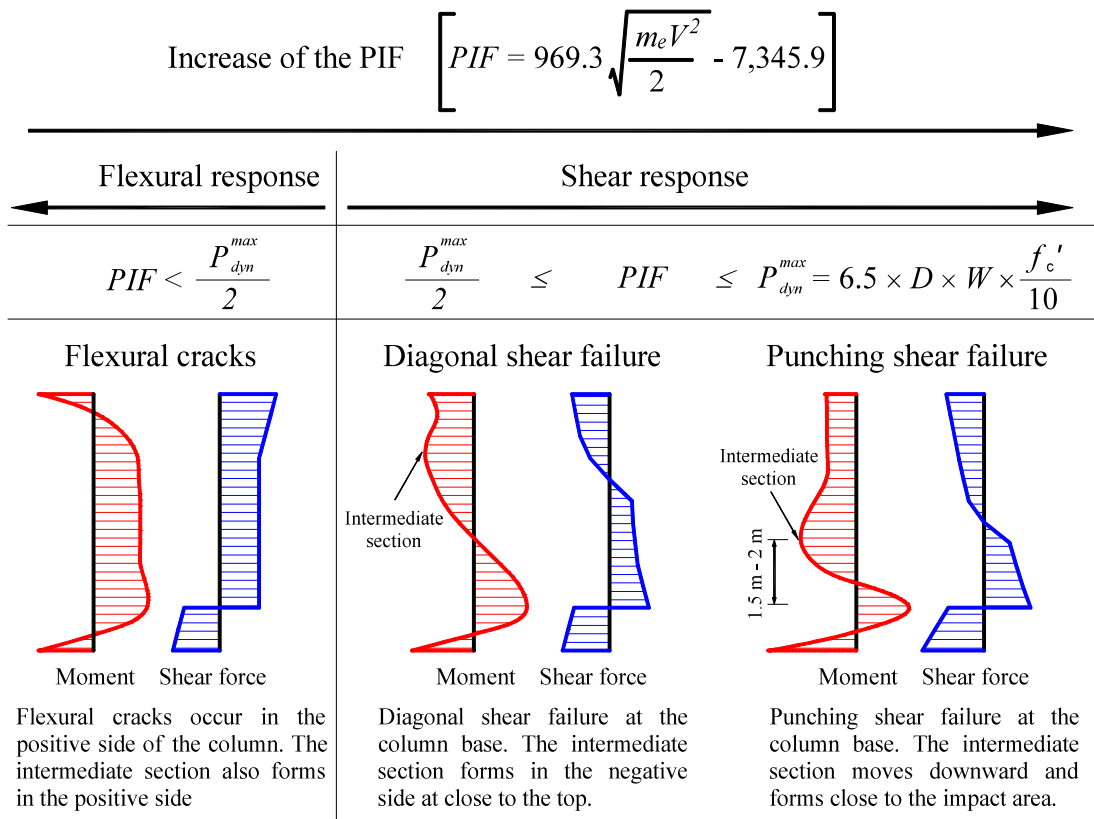 Increase of the PIF [PIF = 969.3 √(mₑV²/2) - 7,345.9]
Flexural response
Shear response
PIF < P_dyn^max / 2
P_dyn^max / 2 ≤ PIF ≤ P_dyn^max = 6.5 × D × W × f_c' / 10
Flexural cracks
Diagonal shear failure
Punching shear failure
Intermediate
section
Intermediate
section
1.5 m - 2 m
Moment
Shear force
Moment
Shear force
Moment
Shear force
Flexural cracks occur in the
positive side of the column. The
intermediate section also forms
in the positive side
Diagonal shear failure at the
column base. The intermediate
section forms in the negative
side at close to the top.
Punching shear failure at the
column base. The intermediate
section moves downward and
forms close to the impact area.